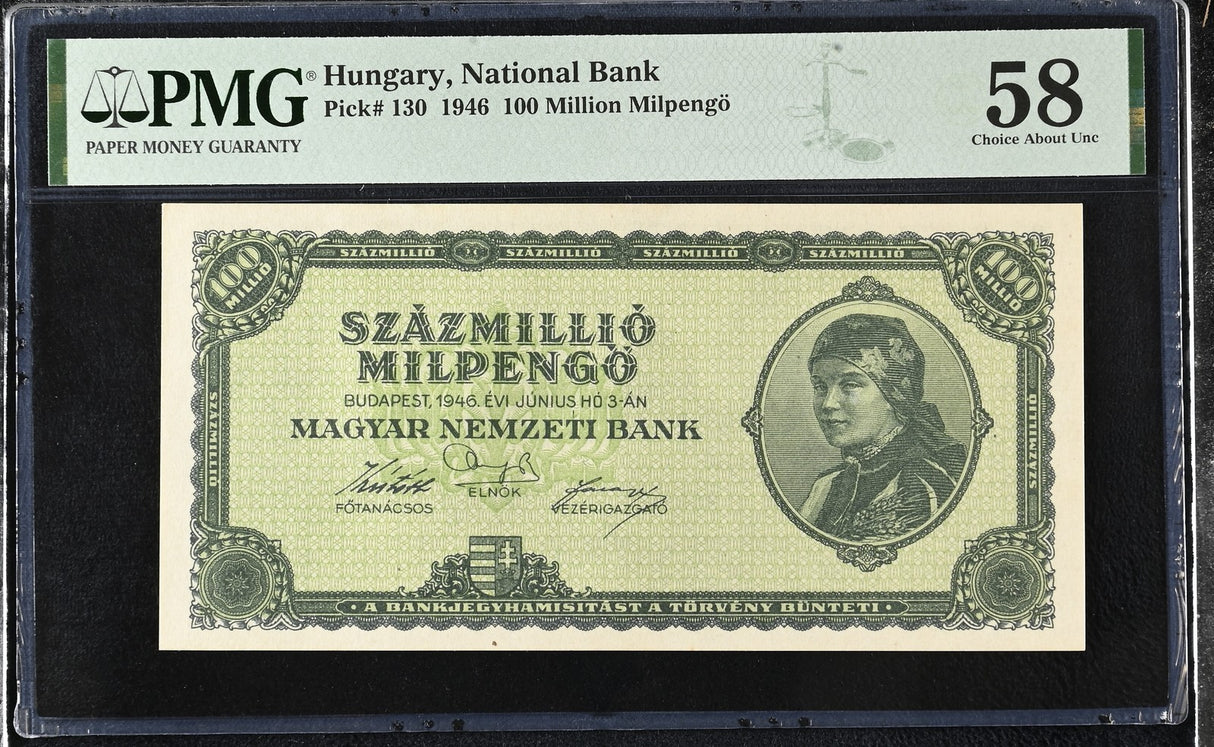 PMG®
PAPER MONEY GUARANTY
Hungary, National Bank
Pick# 130 1946 100 Million Milpengö
58
Choice About Unc
SZÁZMILLIÓ SZÁZMILLIÓ SZÁZMILLIÓ SZÁZMILLIÓ
100
MILLIÓ
100
MILLIÓ
SZÁZMILLIÓ
MILPENGŐ
BUDAPEST, 1946. ÉVI JÚNIUS HÓ 3-ÁN
MAGYAR NEMZETI BANK
FŐTANÁCSOS
ELNÖK
VEZÉRIGAZGATÓ
SZÁZMILLIÓ
SZÁZMILLIÓ
· A BANKJEGYHAMISITÁST A TÖRVÉNY BÜNTETI ·